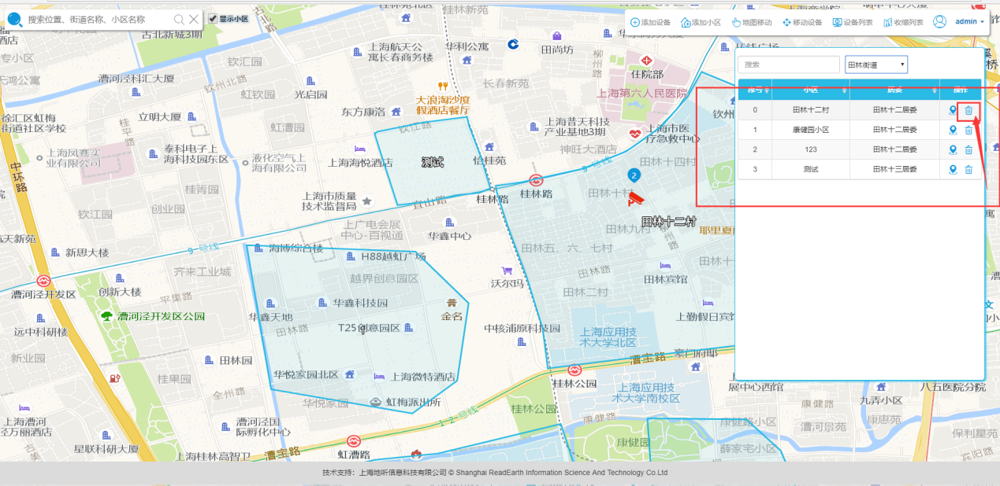 搜索位置、街道名称、小区名称
显示小区
添加设备
添加小区
地图移动
移动设备
设备列表
收缩列表
admin
搜索
田林街道
序号 小区 居委 操作
0 田林十二村 田林十二居委
1 康健园小区 田林十二居委
2 123 田林十二居委
3 测试 田林十三居委
桂林新苑
古北新城3期
钦汇园
上海航天公
寓长春商务楼
华利公寓
田尚坊
柳州路
住院部
上海第六人民医院
漕河泾科汇大厦
钦州北路
虹钦园
光启园
长春新苑
大浪淘沙度
假酒店餐厅
东方康洛
立明大厦
徐汇区虹梅
街道社区学校
桂平路
虹漕园
钦江路
上海普天科技
产业基地3期
上海市医
疗急救中心
神旺大酒店
上海凤赛实
业有限公司
泰科电子上
海科技园东区
液化空气上
海有限公司
上海海悦酒店
测试
怡桂苑
9号线
田林十四村
中环路
桂箐园
上海市质量
技术监督局
宜山路
桂林路
桂林路
田林十村
2
钦江园
创业园
上广电会展
中心-百视通
华鑫中心
田林九村
田林十二村
柳州路
航天新苑
新思大楼
9号线
海博综合楼
H88越虹广场
田林五、六、七村
齐来工业城
越界创意园区
沃尔玛
田林路
田林宾馆
漕河泾开发区
创新大楼
平果路
华鑫科技园
田林二村
漕河泾开发区公园
华鑫天地
金名
上勤假日宾馆
远中科研楼
田林路
T25创意园区
中核浦原科技园
上海应用技
术大学北区
新业园
田林园
华悦家园北区
上海微特酒店
漕宝路
豪门府邸
桂果园
桂林公园
上海应用技
术大学南校区
展中心西馆
八五医院分院
全州路
华悦家园
虹梅派出所
1-2号线
桂林公园
九弄小区
上海漕河
泾万丽酒店
漕河泾国
际孵化中心
康健路
康健路
康健园
康健路小区
漕河景苑
康忠苑
保利星苑
星联科研大厦
上海桂林高智卫
漕宝路
虹漕路
薛家宅小区
宾阳路
技术支持：上海地听信息科技有限公司 © Shanghai ReadEarth Information Science And Technology Co.Ltd